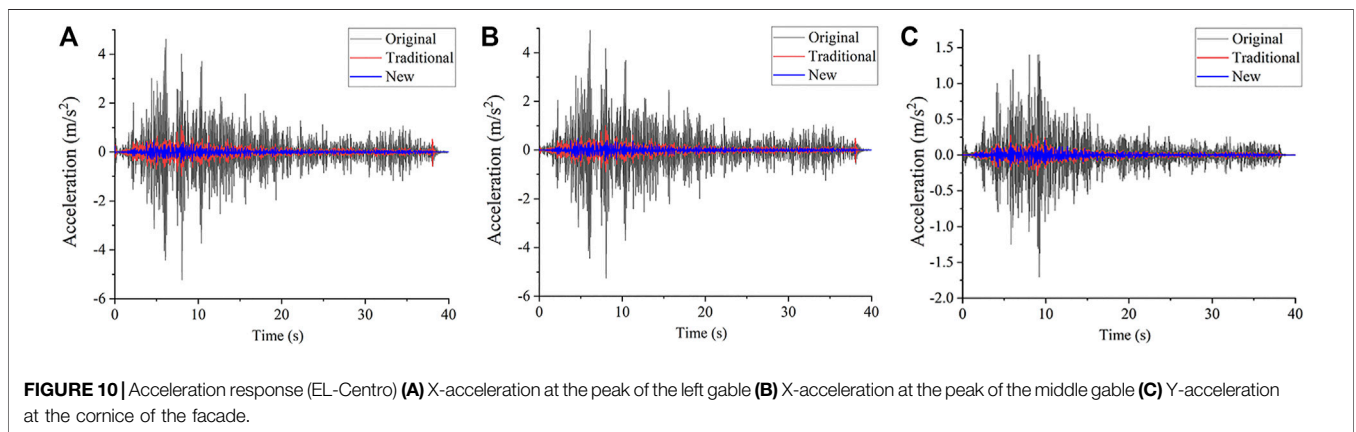 A
Original
Traditional
New
4
2
0
-2
-4
-6
Acceleration (m/s²)
0
10
20
30
40
Time (s)
B
Original
Traditional
New
4
2
0
-2
-4
-6
Acceleration (m/s²)
0
10
20
30
40
Time (s)
C
Original
Traditional
New
1.5
1.0
0.5
0.0
-0.5
-1.0
-1.5
-2.0
Acceleration (m/s²)
0
10
20
30
40
Time (s)
FIGURE 10 | Acceleration response (EL-Centro) (A) X-acceleration at the peak of the left gable (B) X-acceleration at the peak of the middle gable (C) Y-acceleration
at the cornice of the facade.